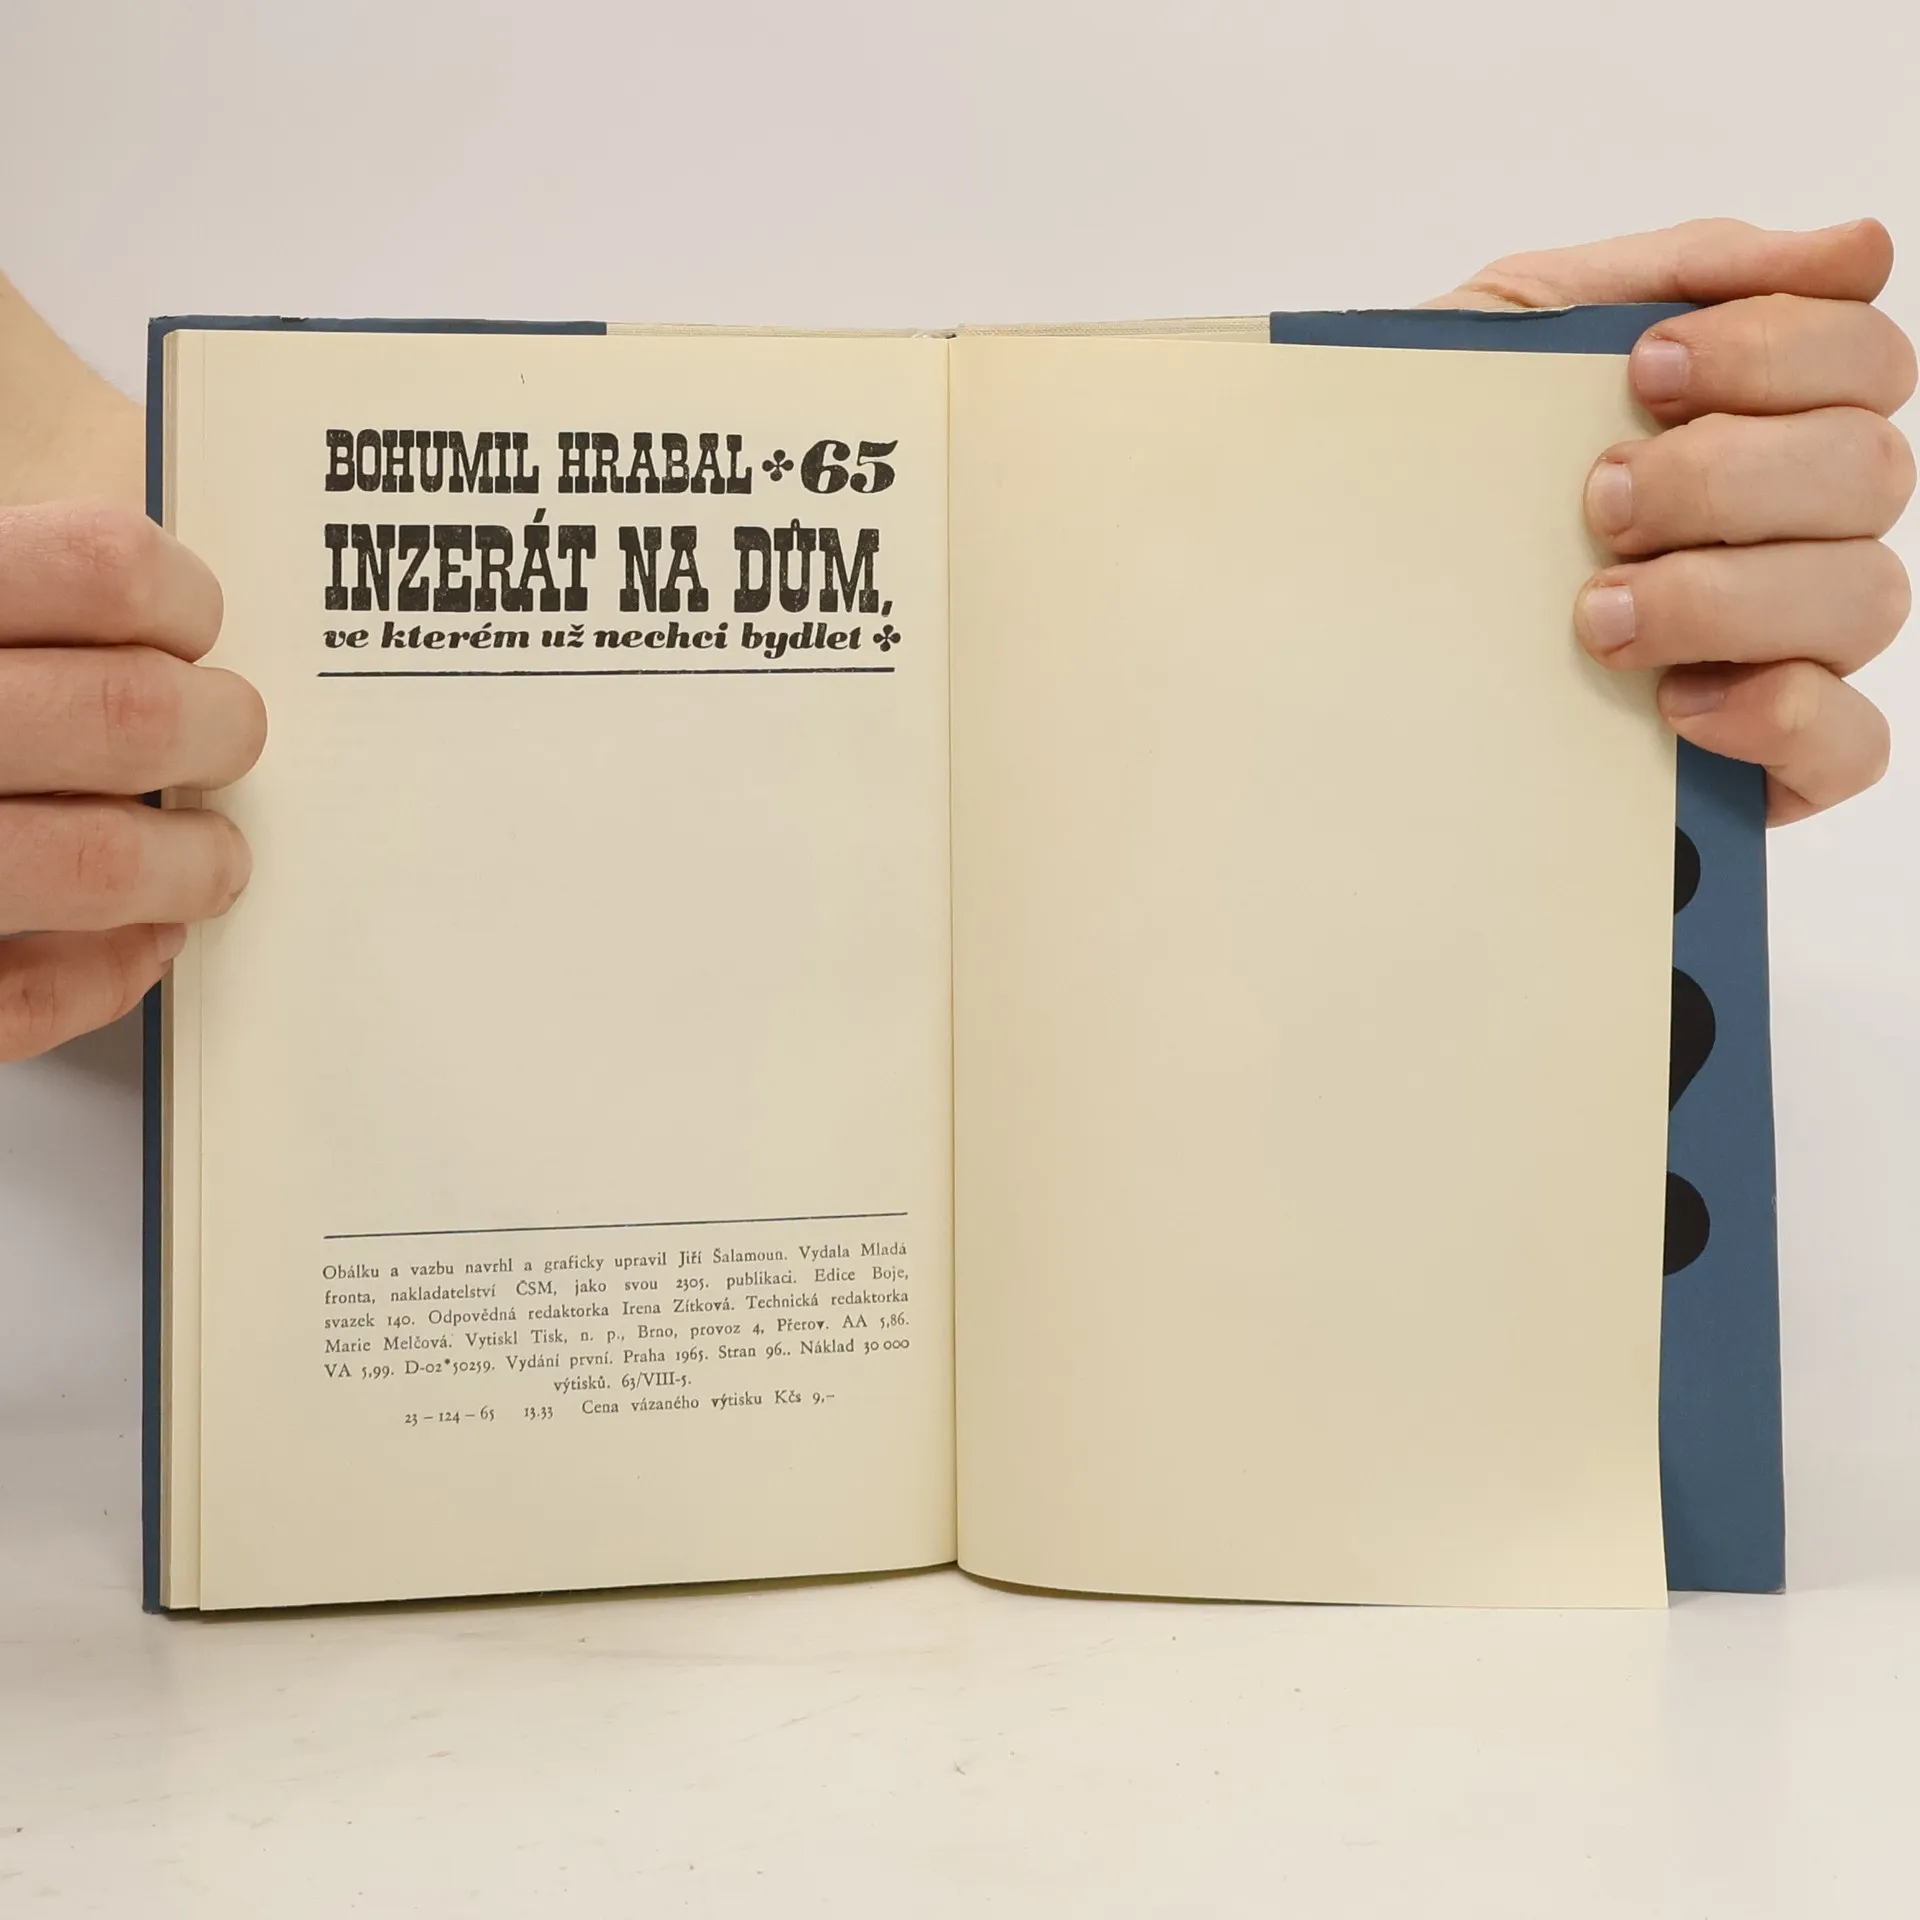 BOHUMIL HRABAL ✣ 65
INZERÁT NA DŮM,
ve kterém už nechci bydlet ✣
Obálku a vazbu navrhl a graficky upravil Jiří Šalamoun. Vydala Mladá
fronta, nakladatelství ČSM, jako svou 2305. publikaci. Edice Boje,
svazek 140. Odpovědná redaktorka Irena Zítková. Technická redaktorka
Marie Melčová. Vytiskl Tisk, n. p., Brno, provoz 4, Přerov. AA 5,86.
VA 5,99. D-02*50259. Vydání první. Praha 1965. Stran 96.. Náklad 30 000
výtisků. 63/VIII-5.
23 – 124 – 65 13.33 Cena vázaného výtisku Kčs 9,–